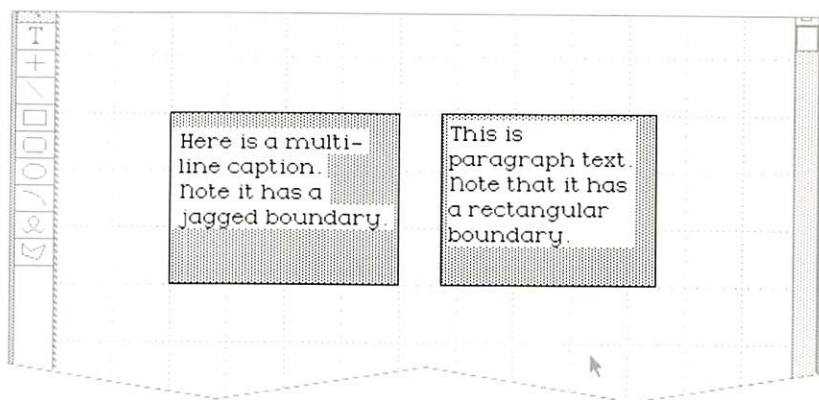 T
Here is a multi-
line caption.
Note it has a
jagged boundary.
This is
paragraph text.
Note that it has
a rectangular
boundary.